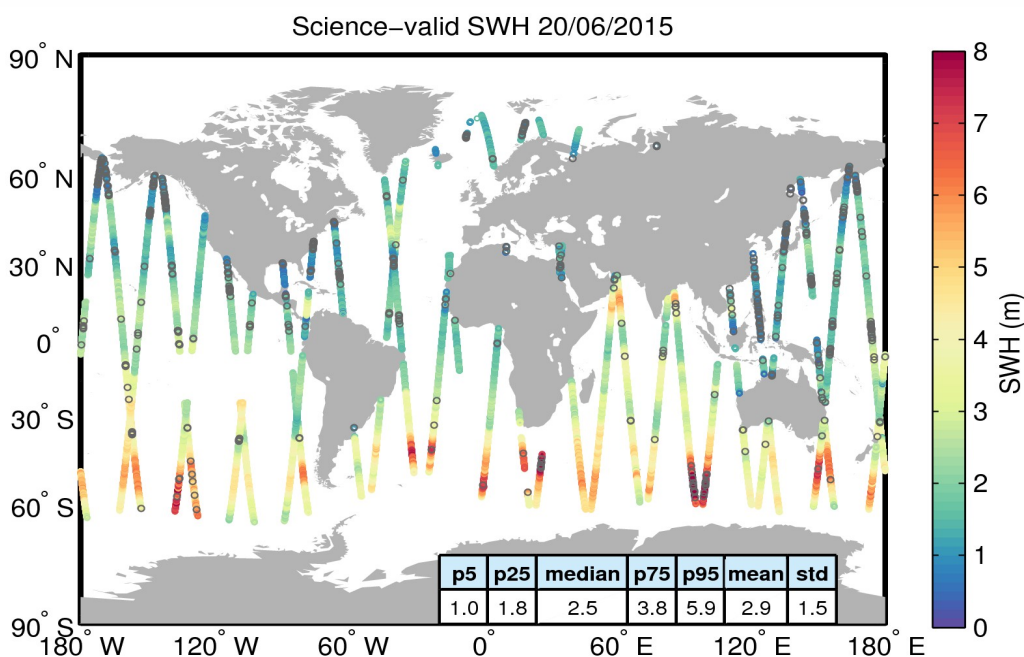 Science−valid SWH 20/06/2015
90° N
60° N
30° N
0°
30° S
60° S
90° S
180° W
120° W
60° W
0°
60° E
120° E
180° E
p5 p25 median p75 p95 mean std
1.0 1.8 2.5 3.8 5.9 2.9 1.5
8
7
6
5
4
3
2
1
0
SWH (m)